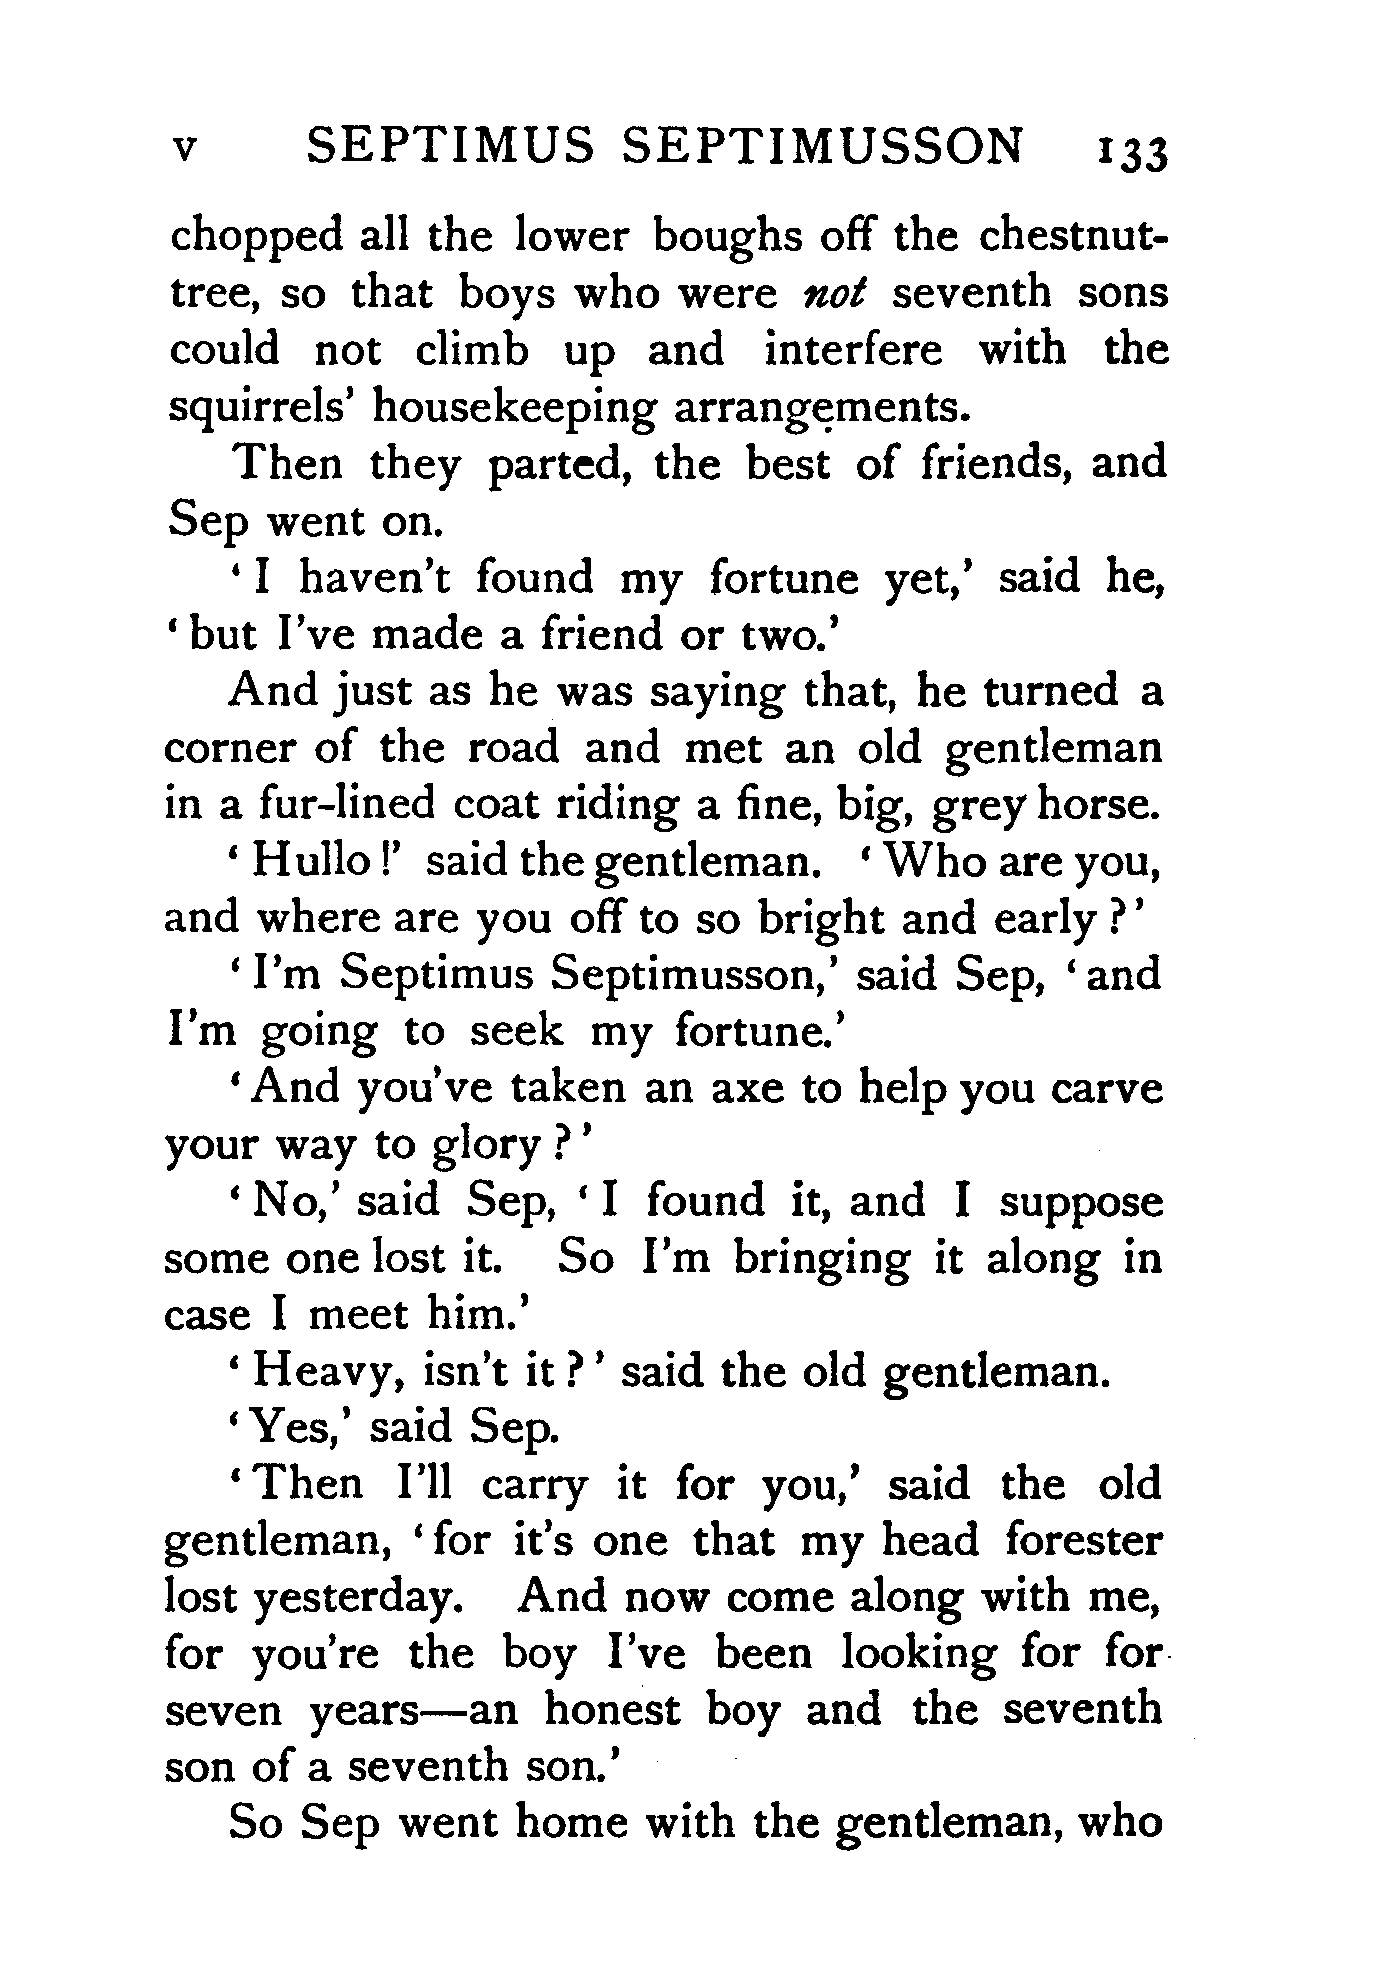 v SEPTIMUS SEPTIMUSSON 133
chopped all the lower boughs off the chestnut-
tree, so that boys who were not seventh sons
could not climb up and interfere with the
squirrels' housekeeping arrangements.
Then they parted, the best of friends, and
Sep went on.
‘I haven't found my fortune yet,’ said he,
‘but I've made a friend or two.’
And just as he was saying that, he turned a
corner of the road and met an old gentleman
in a fur-lined coat riding a fine, big, grey horse.
‘Hullo!’ said the gentleman. ‘Who are you,
and where are you off to so bright and early?’
‘I'm Septimus Septimusson,’ said Sep, ‘and
I'm going to seek my fortune.’
‘And you've taken an axe to help you carve
your way to glory?’
‘No,’ said Sep, ‘I found it, and I suppose
some one lost it. So I'm bringing it along in
case I meet him.’
‘Heavy, isn't it?’ said the old gentleman.
‘Yes,’ said Sep.
‘Then I'll carry it for you,’ said the old
gentleman, ‘for it's one that my head forester
lost yesterday. And now come along with me,
for you're the boy I've been looking for for
seven years—an honest boy and the seventh
son of a seventh son.’
So Sep went home with the gentleman, who